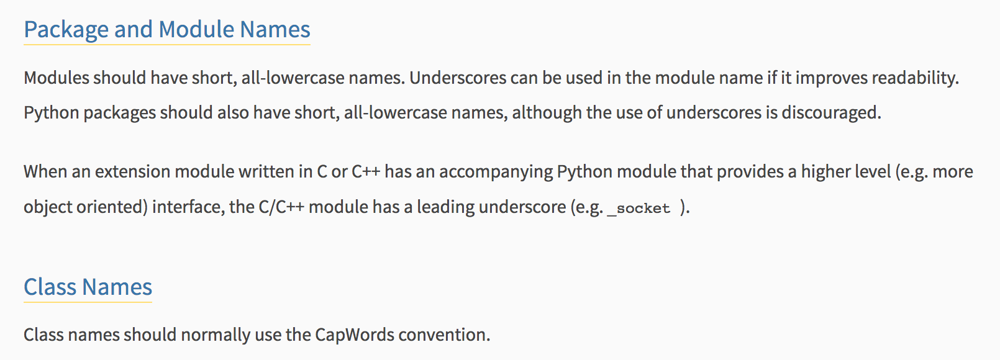 Package and Module Names
Modules should have short, all-lowercase names. Underscores can be used in the module name if it improves readability.
Python packages should also have short, all-lowercase names, although the use of underscores is discouraged.
When an extension module written in C or C++ has an accompanying Python module that provides a higher level (e.g. more
object oriented) interface, the C/C++ module has a leading underscore (e.g. _socket ).
Class Names
Class names should normally use the CapWords convention.